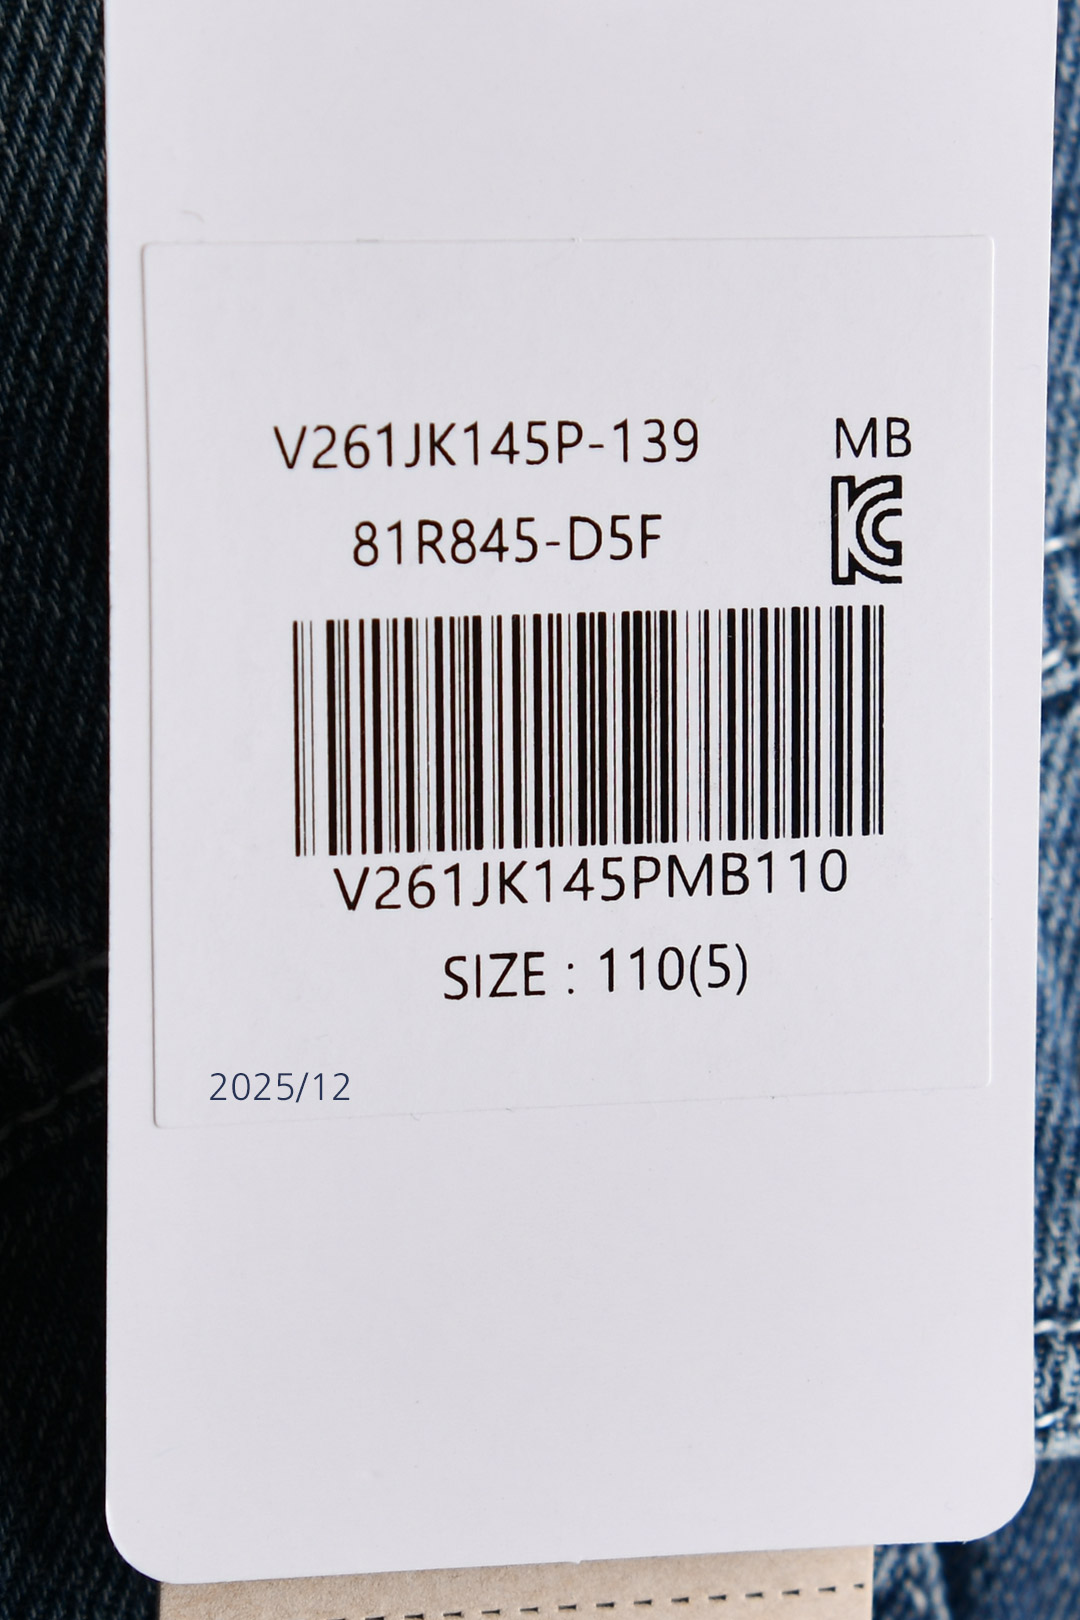 V261JK145P-139 MB
81R845-D5F
V261JK145PMB110
SIZE : 110(5)
2025/12